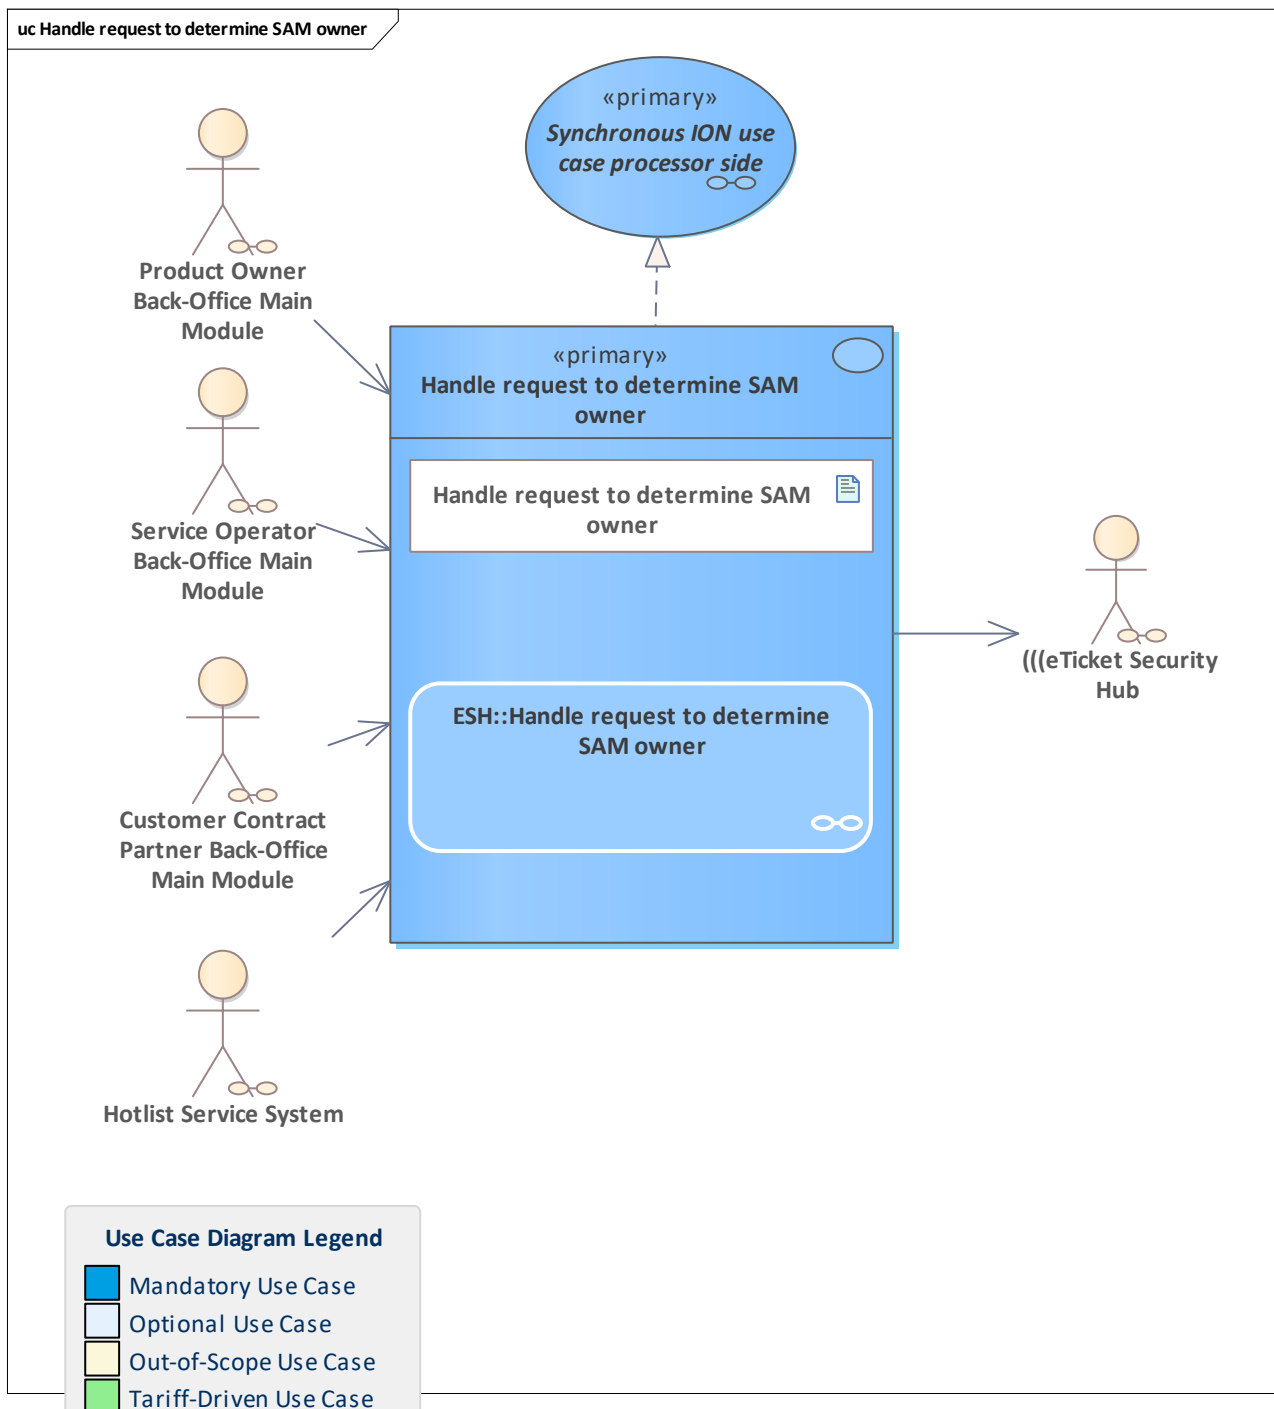 uc Handle request to determine SAM owner
«primary»
Synchronous ION use
case processor side
Product Owner
Back-Office Main
Module
«primary»
Handle request to determine SAM
owner
Handle request to determine SAM
owner
Service Operator
Back-Office Main
Module
(((eTicket Security
Hub
ESH::Handle request to determine
SAM owner
Customer Contract
Partner Back-Office
Main Module
Hotlist Service System
Use Case Diagram Legend
Mandatory Use Case
Optional Use Case
Out-of-Scope Use Case
Tariff-Driven Use Case